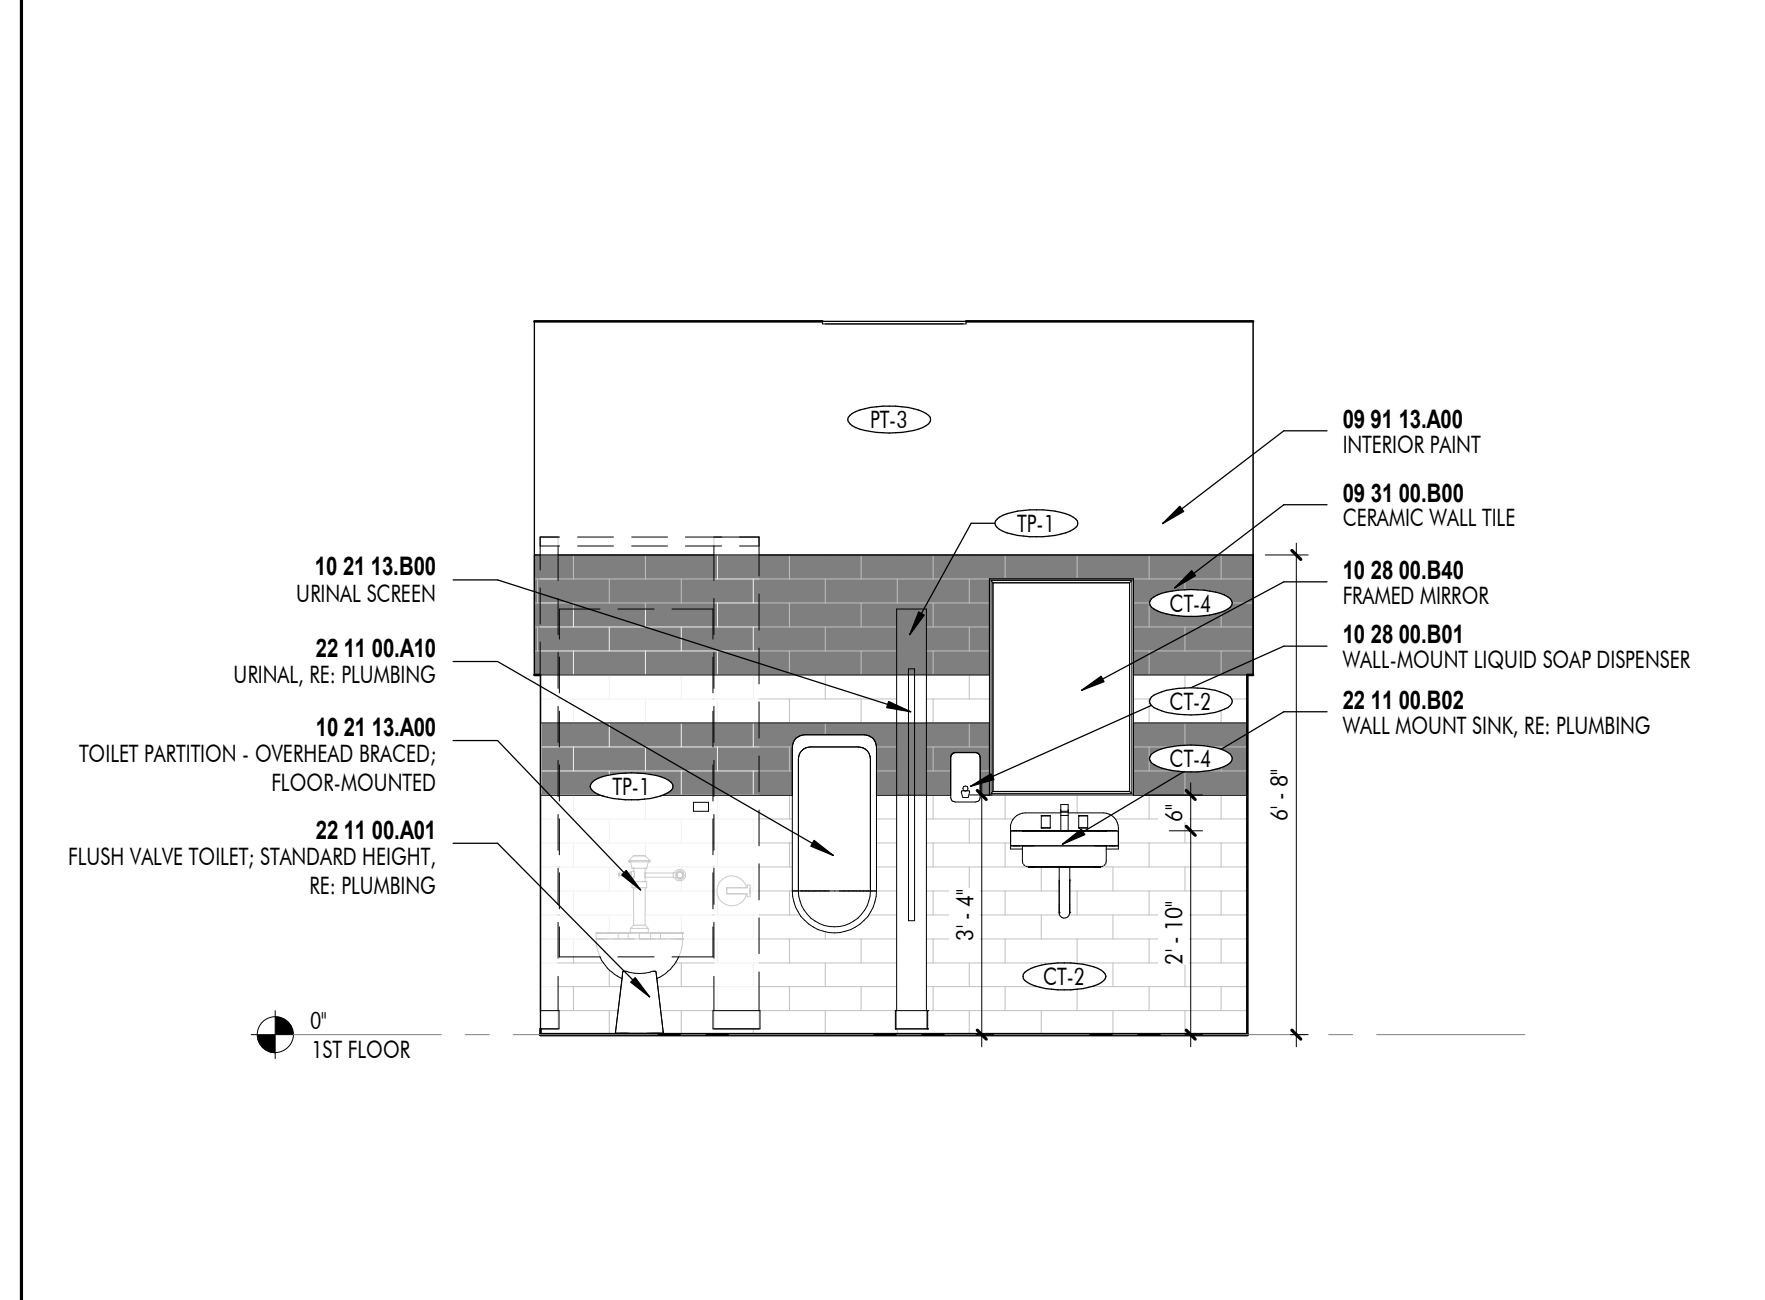 PT-3
09 91 13.A00
INTERIOR PAINT
09 31 00.B00
CERAMIC WALL TILE
TP-1
10 21 13.B00
URINAL SCREEN
10 28 00.B40
FRAMED MIRROR
CT-4
22 11 00.A10
URINAL, RE: PLUMBING
10 28 00.B01
WALL-MOUNT LIQUID SOAP DISPENSER
CT-2
22 11 00.B02
WALL MOUNT SINK, RE: PLUMBING
10 21 13.A00
TOILET PARTITION - OVERHEAD BRACED;
FLOOR-MOUNTED
CT-4
TP-1
6' - 8"
6"
22 11 00.A01
FLUSH VALVE TOILET; STANDARD HEIGHT,
RE: PLUMBING
3' - 4"
2' - 10"
CT-2
0"
1ST FLOOR